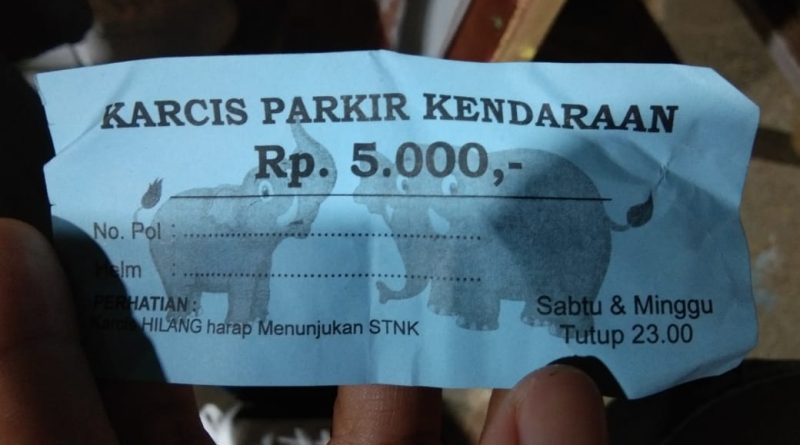 KARCIS PARKIR KENDARAAN
Rp. 5.000,-
No. Pol : ......................................................
Helm : ......................................................
PERHATIAN :
Karcis HILANG harap Menunjukan STNK
Sabtu & Minggu
Tutup 23.00